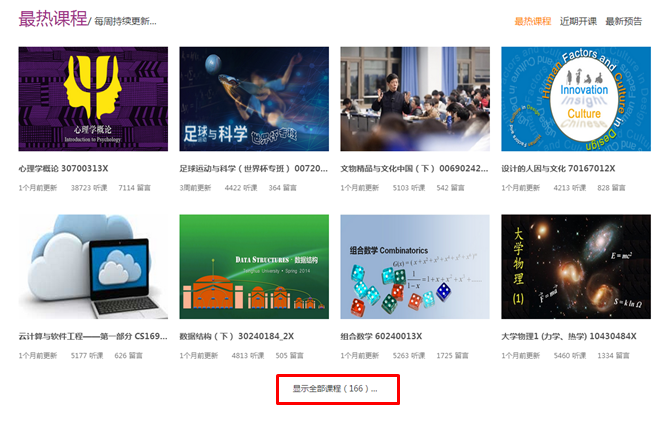 最热课程/ 每周持续更新...
最热课程 近期开课 最新预告
心理学概论
Introduction to Psychology
足球与科学 世界杯专辑
Human Factors and Culture in Design
Innovation
Insight
Culture
Chinese
心理学概论 30700313X
足球运动与科学（世界杯专班） 00720...
文物精品与文化中国（下） 00690242...
设计的人因与文化 70167012X
1个月前更新 38723 听课 7114 留言
3周前更新 4422 听课 364 留言
1个月前更新 5103 听课 542 留言
1个月前更新 4213 听课 828 留言
DATA STRUCTURES · 数据结构
Tsinghua University · Spring 2014
组合数学 Combinatorics
大学物理
(1)
E = mc²
云计算与软件工程——第一部分 CS169...
数据结构（下） 30240184_2X
组合数学 60240013X
大学物理1 (力学、热学) 10430484X
1个月前更新 5177 听课 626 留言
1个月前更新 4813 听课 505 留言
1个月前更新 5263 听课 1725 留言
1个月前更新 5460 听课 1334 留言
显示全部课程（166）...